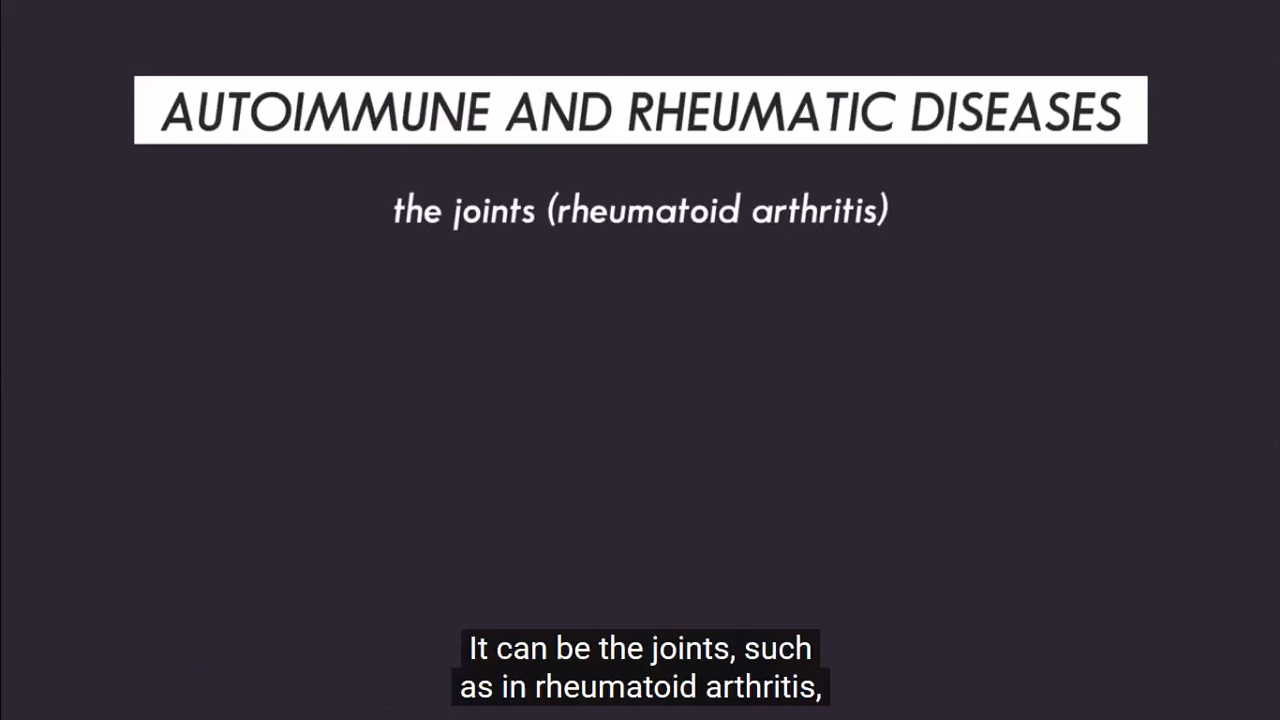 AUTOIMMUNE AND RHEUMATIC DISEASES
the joints (rheumatoid arthritis)
It can be the joints, such
as in rheumatoid arthritis,